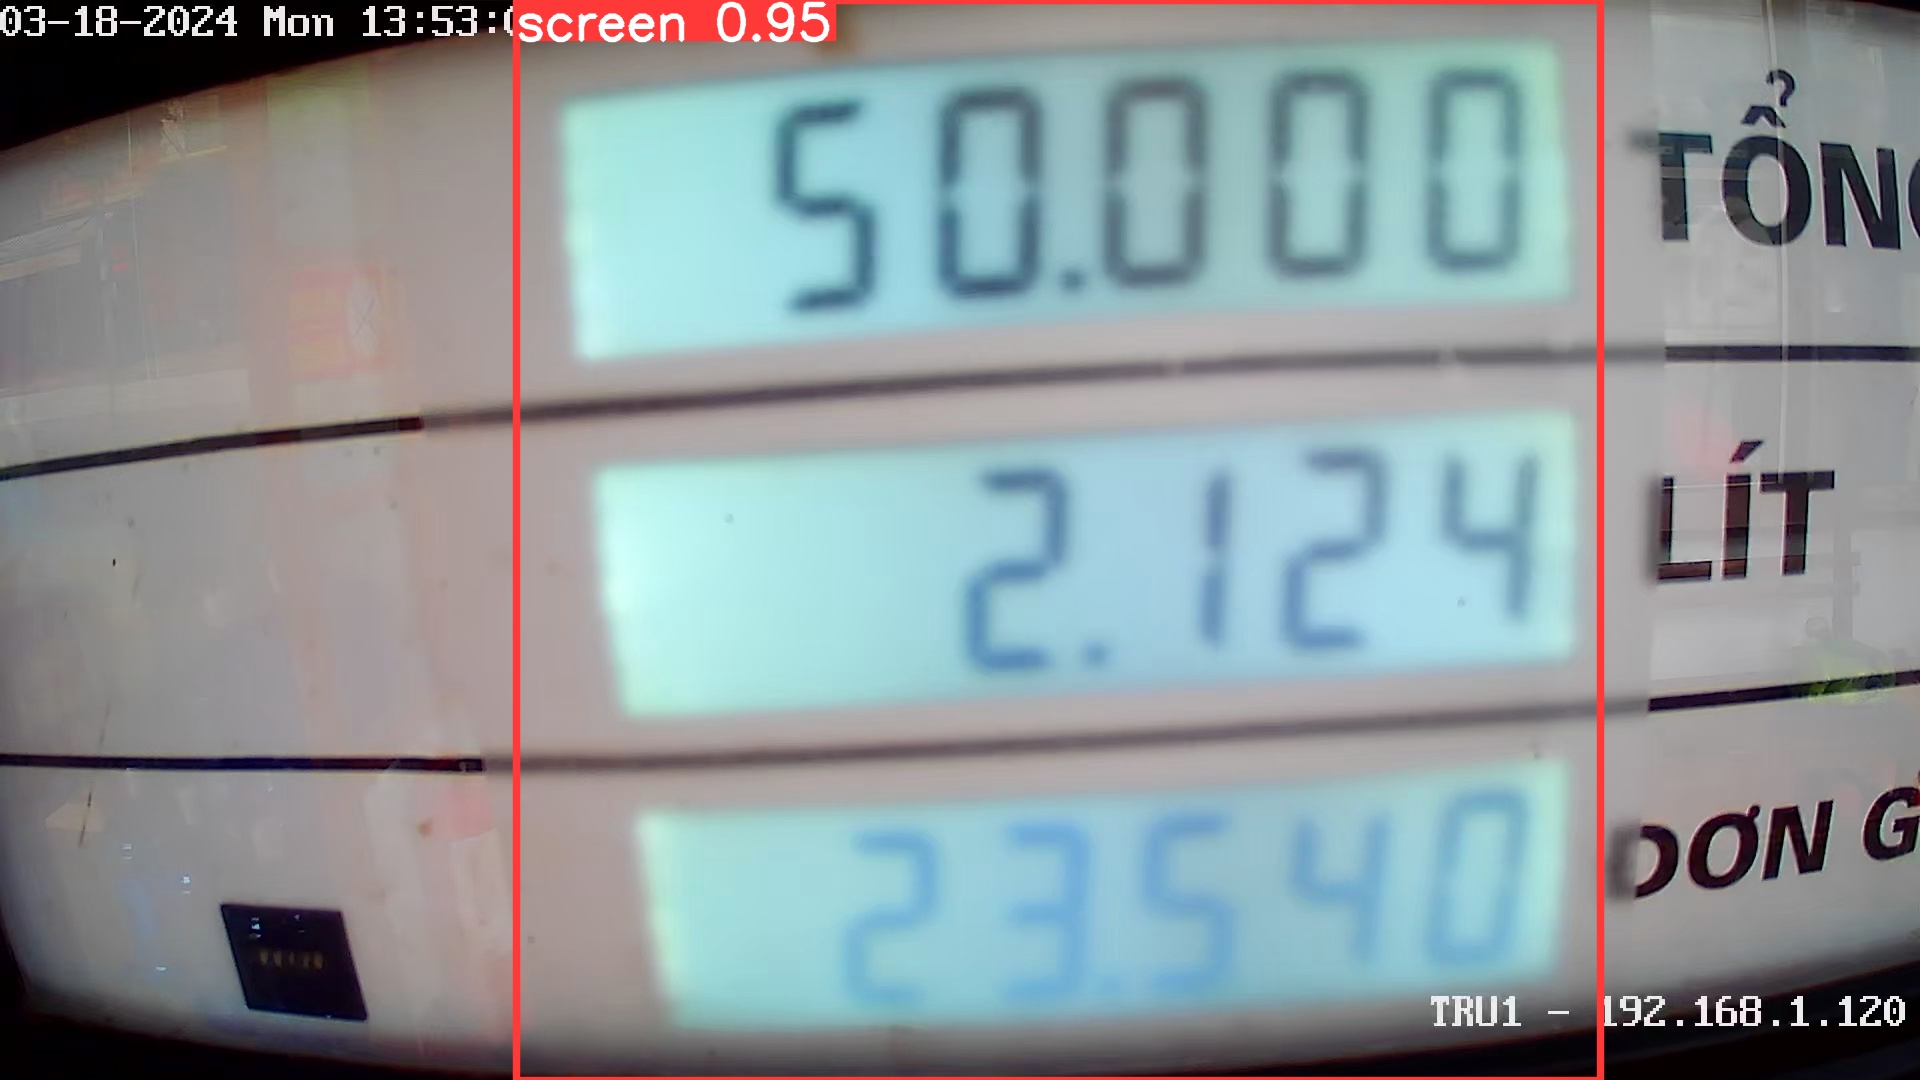 03-18-2024 Mon 13:53:0
screen 0.95
50.000
TỔNG
2.124
LÍT
23.540
ĐƠN G
TRU1 - 192.168.1.120